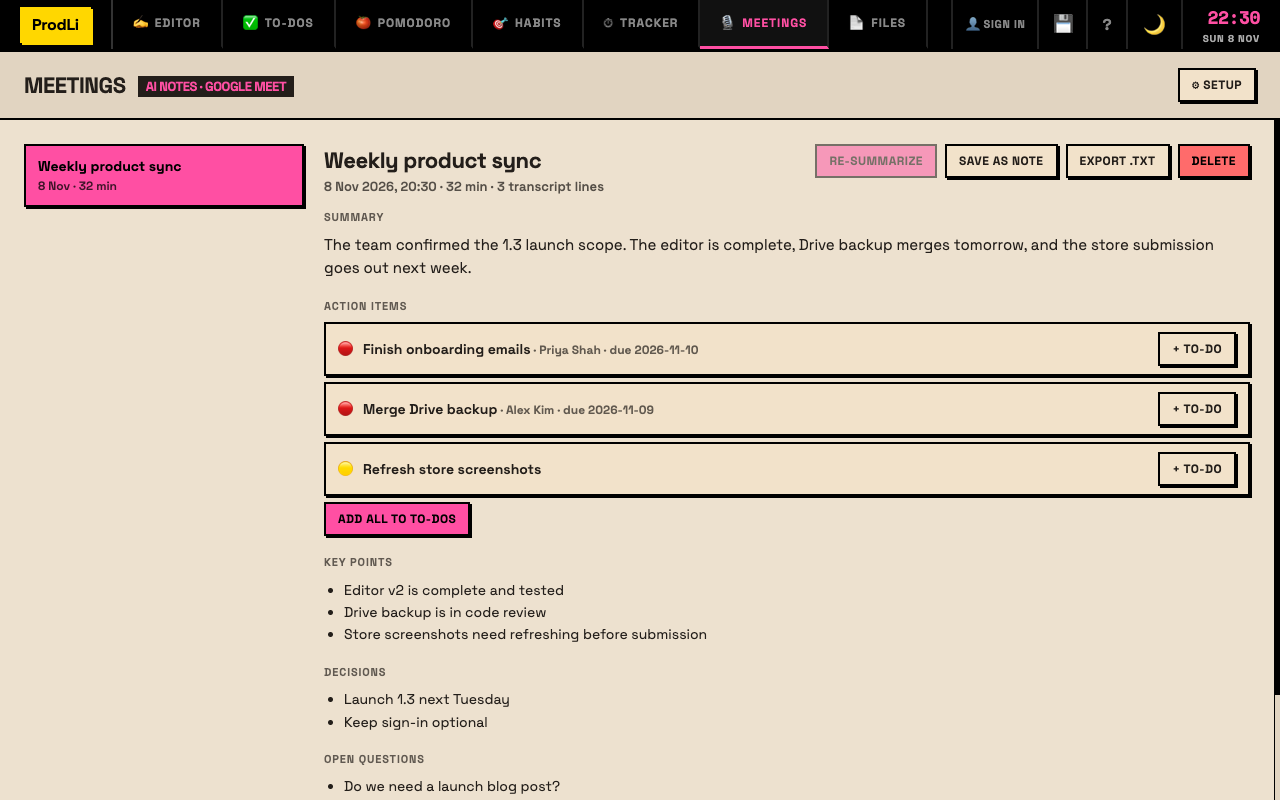 ProdLi
EDITOR
TO-DOS
POMODORO
HABITS
TRACKER
MEETINGS
FILES
SIGN IN
?
22:30
SUN 8 NOV
MEETINGS
AI NOTES · GOOGLE MEET
⚙ SETUP
Weekly product sync
8 Nov · 32 min
Weekly product sync
8 Nov 2026, 20:30 · 32 min · 3 transcript lines
RE-SUMMARIZE
SAVE AS NOTE
EXPORT .TXT
DELETE
SUMMARY
The team confirmed the 1.3 launch scope. The editor is complete, Drive backup merges tomorrow, and the store submission
goes out next week.
ACTION ITEMS
Finish onboarding emails · Priya Shah · due 2026-11-10
+ TO-DO
Merge Drive backup · Alex Kim · due 2026-11-09
+ TO-DO
Refresh store screenshots
+ TO-DO
ADD ALL TO TO-DOS
KEY POINTS
• Editor v2 is complete and tested
• Drive backup is in code review
• Store screenshots need refreshing before submission
DECISIONS
• Launch 1.3 next Tuesday
• Keep sign-in optional
OPEN QUESTIONS
• Do we need a launch blog post?